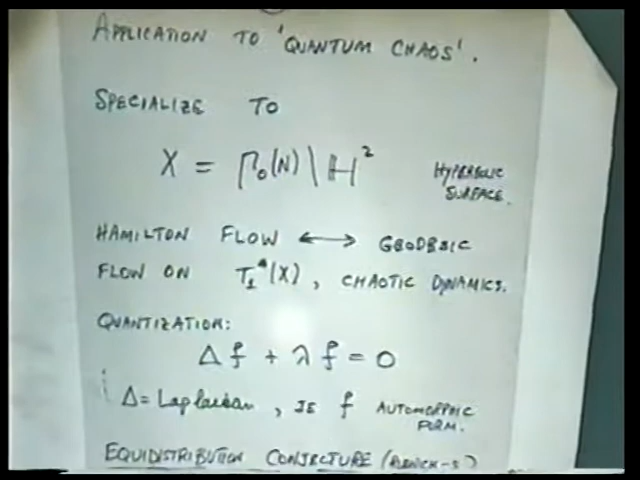 APPLICATION TO 'QUANTUM CHAOS'.
SPECIALIZE TO
X = Γ₀(N) \ H²
HYPERBOLIC
SURFACE.
HAMILTON FLOW ⟷ GEODESIC
FLOW ON T₁*(X), CHAOTIC DYNAMICS.
QUANTIZATION:
Δf + λf = 0
Δ = Laplacian, IE f AUTOMORPHIC
FORM.
EQUIDISTRIBUTION CONJECTURE (RUDNICK-S)